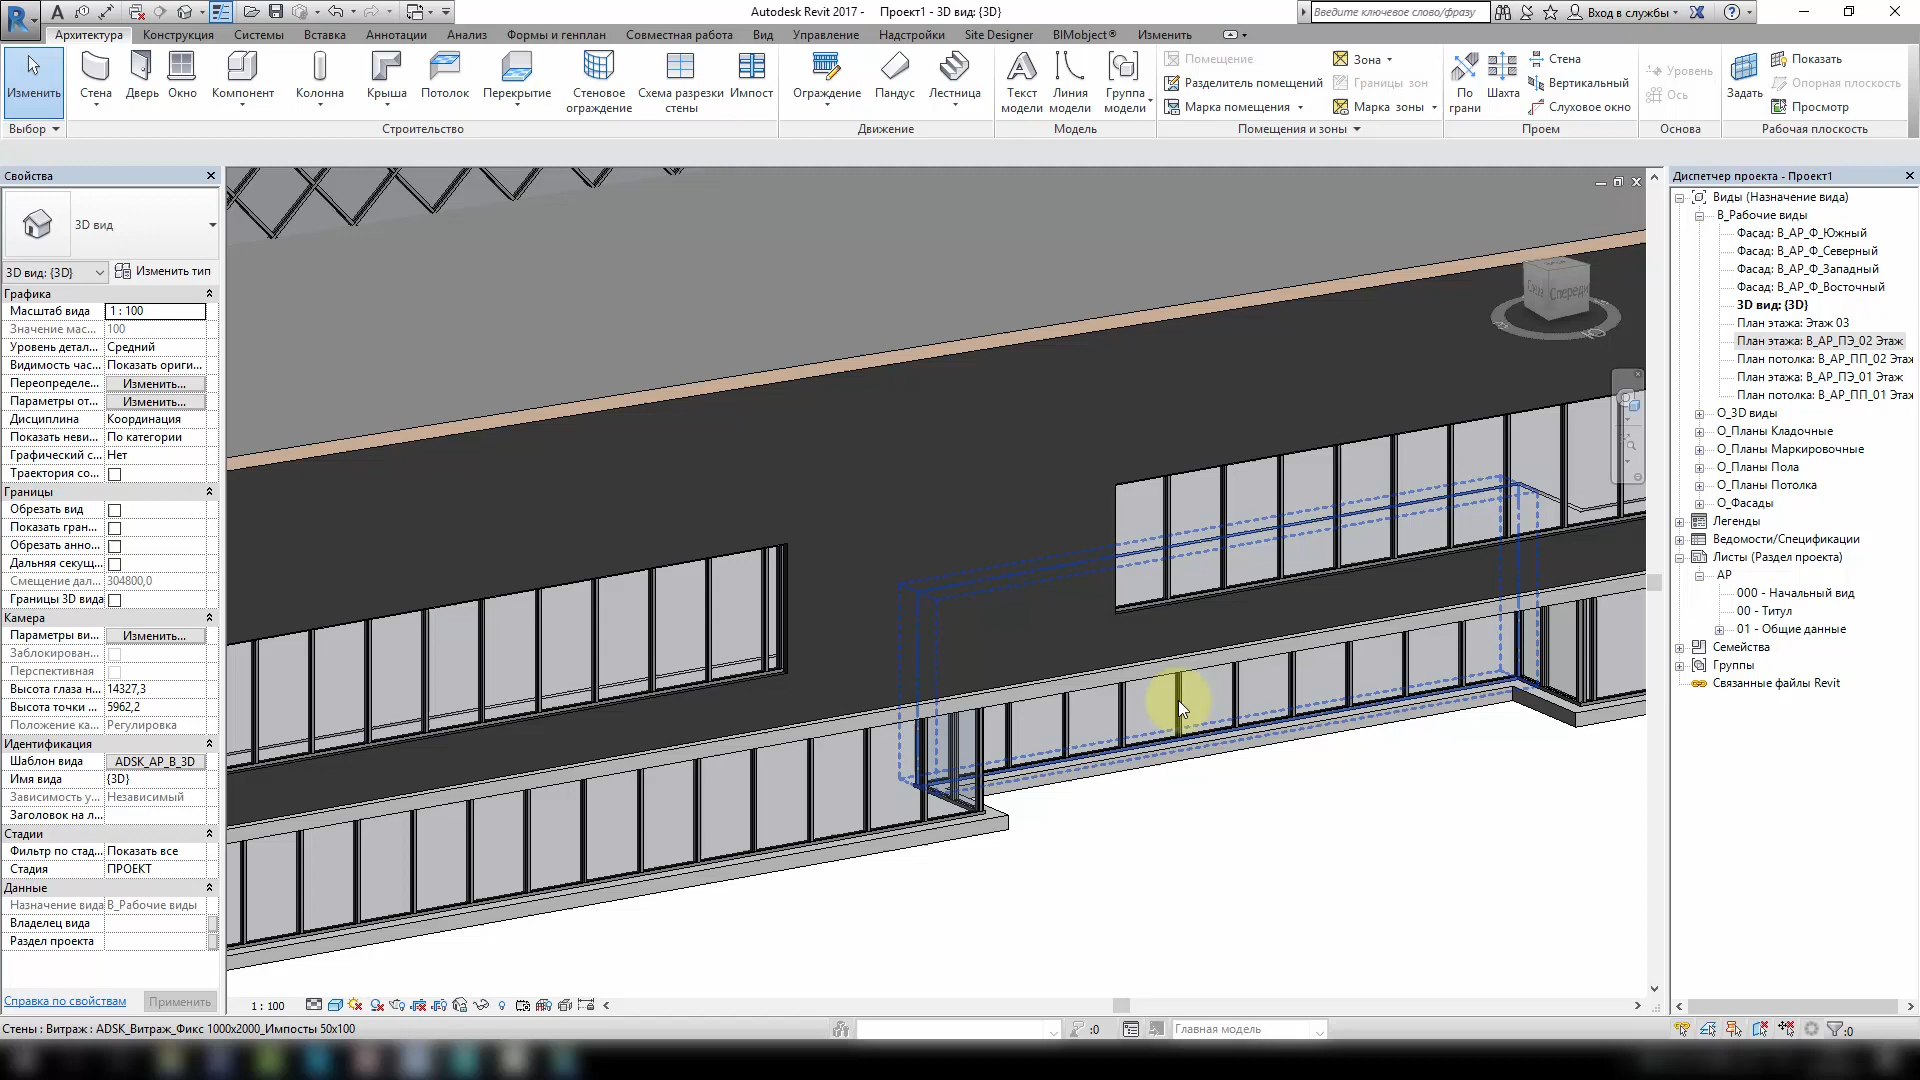 Autodesk Revit 2017 - Проект1 - 3D вид: {3D}
Введите ключевое слово/фразу
Вход в службы
Архитектура Конструкция Системы Вставка Аннотации Анализ Формы и генплан Совместная работа Вид Управление Надстройки Site Designer BIMobject® Изменить
Изменить
Стена
Дверь
Окно
Компонент
Колонна
Крыша
Потолок
Перекрытие
Стеновое ограждение
Схема разрезки стены
Импост
Ограждение
Пандус
Лестница
Текст модели
Линия модели
Группа модели
Помещение
Разделитель помещений
Марка помещения
Зона
Границы зон
Марка зоны
По грани
Шахта
Стена
Вертикальный
Слуховое окно
Уровень
Ось
Задать
Показать
Опорная плоскость
Просмотр
Выбор
Строительство
Движение
Модель
Помещения и зоны
Проем
Основа
Рабочая плоскость
Свойства
3D вид
3D вид: {3D}
Изменить тип
Графика
Масштаб вида 1 : 100
Значение мас... 100
Уровень детал... Средний
Видимость час... Показать ориги...
Переопределе... Изменить...
Параметры от... Изменить...
Дисциплина Координация
Показать неви... По категории
Графический с... Нет
Траектория со...
Границы
Обрезать вид
Показать гран...
Обрезать анно...
Дальняя секущ...
Смещение дал... 304800,0
Границы 3D вида
Камера
Параметры ви... Изменить...
Заблокирован...
Перспективная
Высота глаза н... 14327,3
Высота точки ... 5962,2
Положение ка... Регулировка
Идентификация
Шаблон вида ADSK_АР_В_3D
Имя вида {3D}
Зависимость у... Независимый
Заголовок на л...
Стадии
Фильтр по стад... Показать все
Стадия ПРОЕКТ
Данные
Назначение вида В_Рабочие виды
Владелец вида
Раздел проекта
Справка по свойствам
Применить
Спереди
1 : 100
Диспетчер проекта - Проект1
Виды (Назначение вида)
В_Рабочие виды
Фасад: В_АР_Ф_Южный
Фасад: В_АР_Ф_Северный
Фасад: В_АР_Ф_Западный
Фасад: В_АР_Ф_Восточный
3D вид: {3D}
План этажа: Этаж 03
План этажа: В_АР_ПЭ_02 Этаж
План потолка: В_АР_ПП_02 Этаж
План этажа: В_АР_ПЭ_01 Этаж
План потолка: В_АР_ПП_01 Этаж
О_3D виды
О_Планы Кладочные
О_Планы Маркировочные
О_Планы Пола
О_Планы Потолка
О_Фасады
Легенды
Ведомости/Спецификации
Листы (Раздел проекта)
АР
000 - Начальный вид
00 - Титул
01 - Общие данные
Семейства
Группы
Связанные файлы Revit
Стены : Витраж : ADSK_Витраж_Фикс 1000x2000_Импосты 50x100
:0
Главная модель
:0